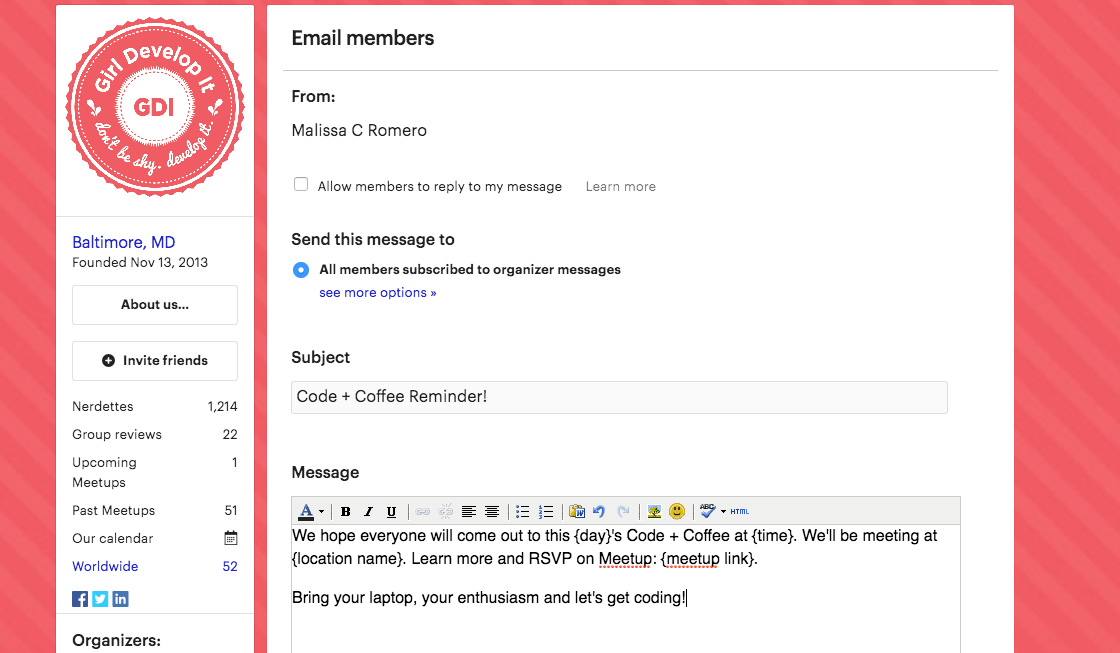 Girl Develop It
GDI
don't be shy. develop it.
Baltimore, MD
Founded Nov 13, 2013
About us...
Invite friends
Nerdettes 1,214
Group reviews 22
Upcoming 1
Meetups
Past Meetups 51
Our calendar
Worldwide 52
Organizers:
Email members
From:
Malissa C Romero
Allow members to reply to my message Learn more
Send this message to
All members subscribed to organizer messages
see more options »
Subject
Code + Coffee Reminder!
Message
A B I U ABC HTML
We hope everyone will come out to this {day}'s Code + Coffee at {time}. We'll be meeting at
{location name}. Learn more and RSVP on Meetup: {meetup link}.
Bring your laptop, your enthusiasm and let's get coding!